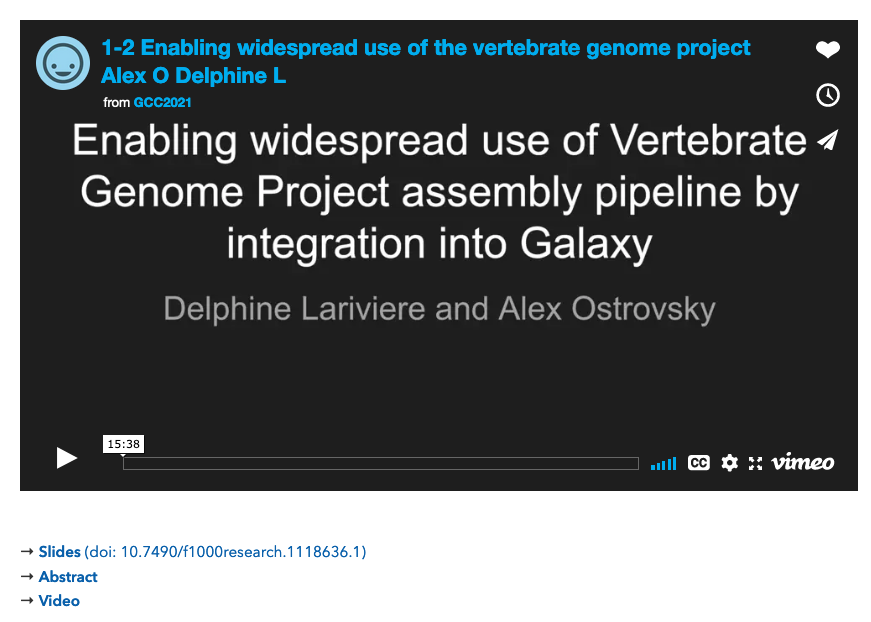 1-2 Enabling widespread use of the vertebrate genome project
Alex O Delphine L
from GCC2021
Enabling widespread use of Vertebrate
Genome Project assembly pipeline by
integration into Galaxy
Delphine Lariviere and Alex Ostrovsky
15:38
CC
vimeo
→ Slides (doi: 10.7490/f1000research.1118636.1)
→ Abstract
→ Video